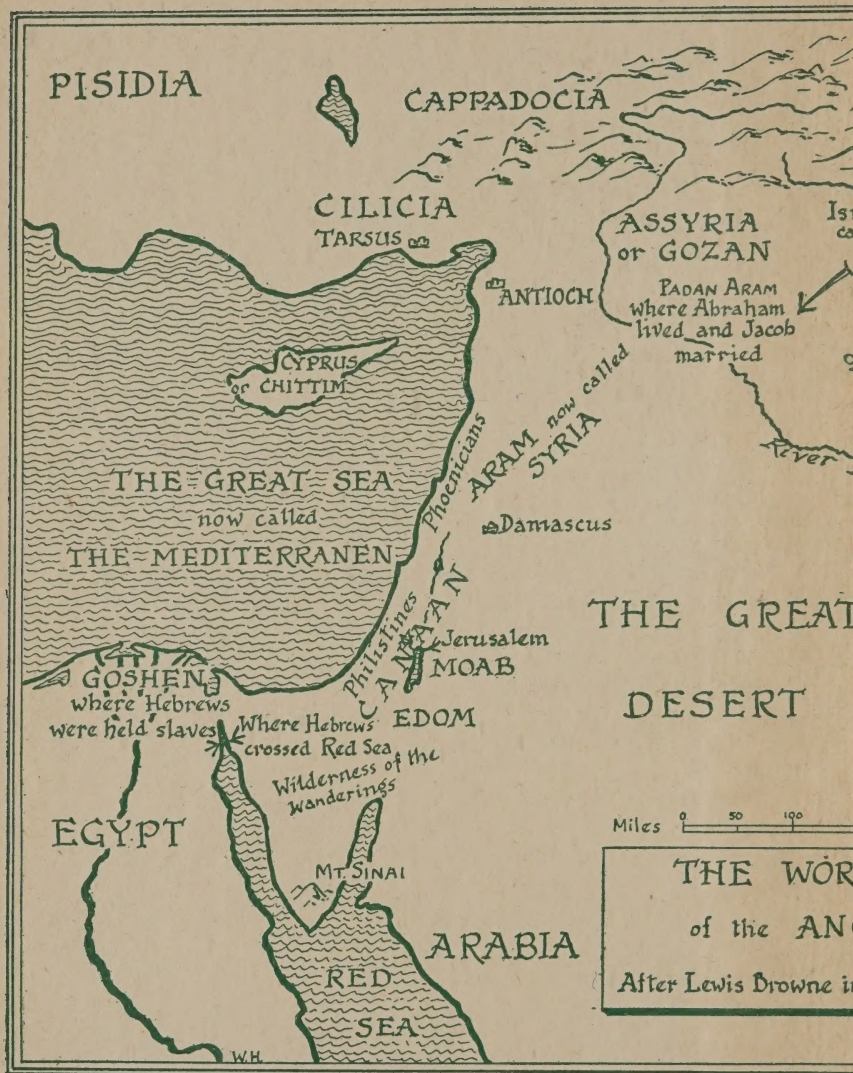 PISIDIA
CAPPADOCIA
CILICIA
TARSUS
ANTIOCH
ASSYRIA
or GOZAN
PADAN ARAM
where Abraham
lived and Jacob
married
CYPRUS
or CHITTIM
ARAM now called
SYRIA
Phoenicians
River
THE GREAT SEA
now called
THE MEDITERRANEN
Damascus
Philistines
CANAAN
Jerusalem
MOAB
EDOM
THE GREAT
DESERT
GOSHEN
where Hebrews
were held slaves
Where Hebrews
crossed Red Sea
Wilderness of the
Wanderings
EGYPT
MT. SINAI
ARABIA
RED
SEA
W.H.
Miles 0 50 100
THE WOR
of the AN
After Lewis Browne in